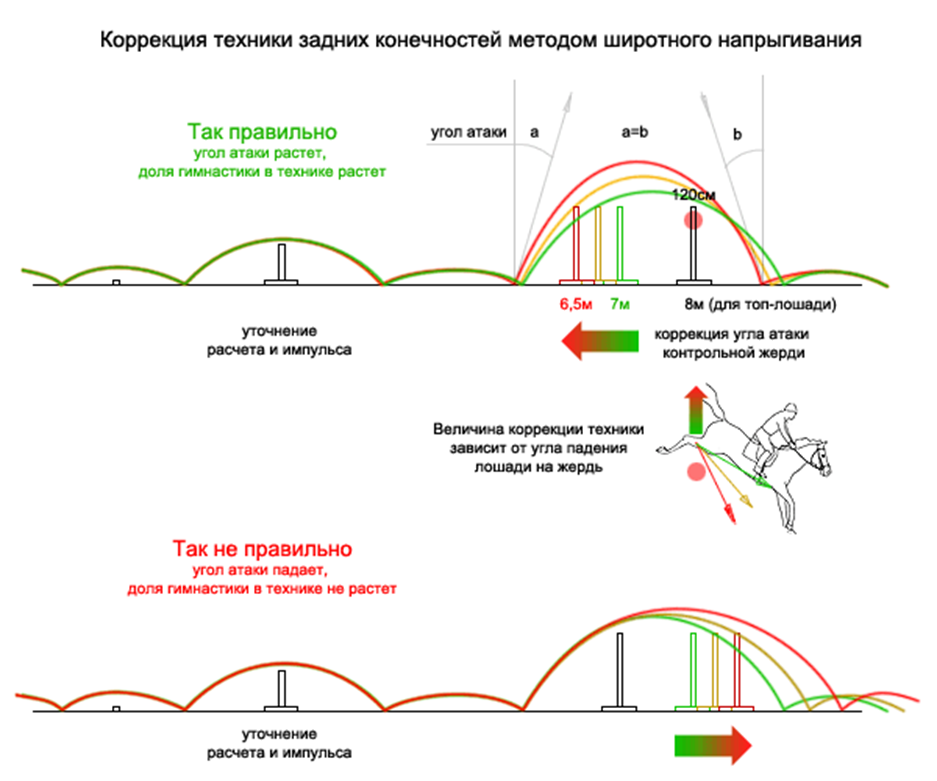 Коррекция техники задних конечностей методом широтного напрыгивания
Так правильно
угол атаки растет,
доля гимнастики в технике растет
угол атаки
a
a=b
b
120см
6,5м
7м
8м (для топ-лошади)
уточнение
расчета и импульса
коррекция угла атаки
контрольной жерди
Величина коррекции техники
зависит от угла падения
лошади на жердь
Так не правильно
угол атаки падает,
доля гимнастики в технике не растет
уточнение
расчета и импульса